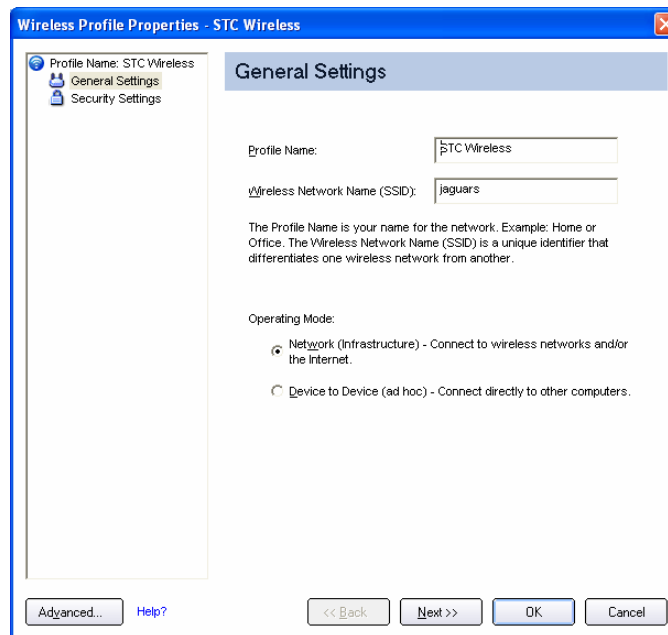 Wireless Profile Properties - STC Wireless
Profile Name: STC Wireless
General Settings
Security Settings
General Settings
Profile Name:
STC Wireless
Wireless Network Name (SSID):
jaguars
The Profile Name is your name for the network. Example: Home or
Office. The Wireless Network Name (SSID) is a unique identifier that
differentiates one wireless network from another.
Operating Mode:
Network (Infrastructure) - Connect to wireless networks and/or
the Internet.
Device to Device (ad hoc) - Connect directly to other computers.
Advanced...
Help?
<< Back
Next >>
OK
Cancel